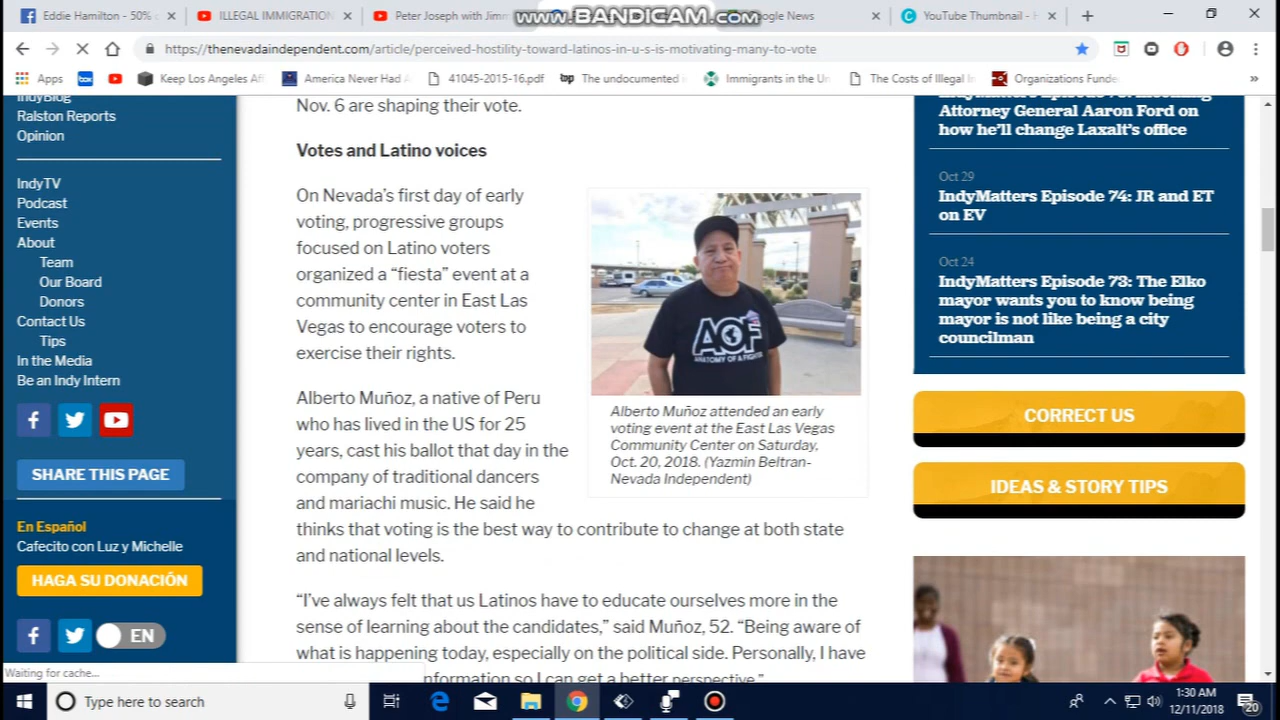 Eddie Hamilton - 50%
ILLEGAL IMMIGRATION
Peter Joseph with Jimm
www.BANDICAM.com
gle News
YouTube Thumbnail - H
https://thenevadaindependent.com/article/perceived-hostility-toward-latinos-in-u-s-is-motivating-many-to-vote
Apps
box
Keep Los Angeles Af
America Never Had
41045-2015-16.pdf
The undocumented
Immigrants in the Un
The Costs of Illegal In
Organizations Funde
IndyBlog
Ralston Reports
Opinion
IndyTV
Podcast
Events
About
Team
Our Board
Donors
Contact Us
Tips
In the Media
Be an Indy Intern
SHARE THIS PAGE
En Español
Cafecito con Luz y Michelle
HAGA SU DONACIÓN
EN
Waiting for cache...
Nov. 6 are shaping their vote.
Votes and Latino voices
On Nevada's first day of early
voting, progressive groups
focused on Latino voters
organized a “fiesta” event at a
community center in East Las
Vegas to encourage voters to
exercise their rights.
AOF
ANATOMY OF A FIGHTER
Alberto Muñoz attended an early
voting event at the East Las Vegas
Community Center on Saturday,
Oct. 20, 2018. (Yazmin Beltran-
Nevada Independent)
Alberto Muñoz, a native of Peru
who has lived in the US for 25
years, cast his ballot that day in the
company of traditional dancers
and mariachi music. He said he
thinks that voting is the best way to contribute to change at both state
and national levels.
“I've always felt that us Latinos have to educate ourselves more in the
sense of learning about the candidates,” said Muñoz, 52. “Being aware of
what is happening today, especially on the political side. Personally, I have
nformation so I can get a better perspective.”
Attorney General Aaron Ford on
how he'll change Laxalt's office
Oct 29
IndyMatters Episode 74: JR and ET
on EV
Oct 24
IndyMatters Episode 73: The Elko
mayor wants you to know being
mayor is not like being a city
councilman
CORRECT US
IDEAS & STORY TIPS
Type here to search
1:30 AM
12/11/2018
20